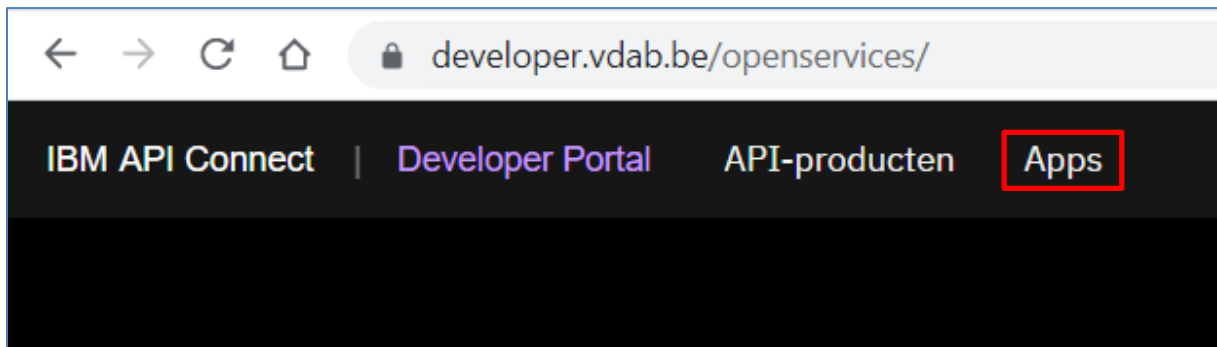 developer.vdab.be/openservices/
IBM API Connect | Developer Portal API-producten Apps